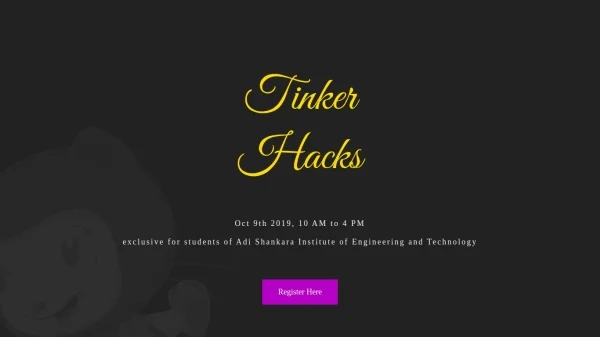 Tinker
Hacks
Oct 9th 2019, 10 AM to 4 PM
exclusive for students of Adi Shankara Institute of Engineering and Technology
Register Here